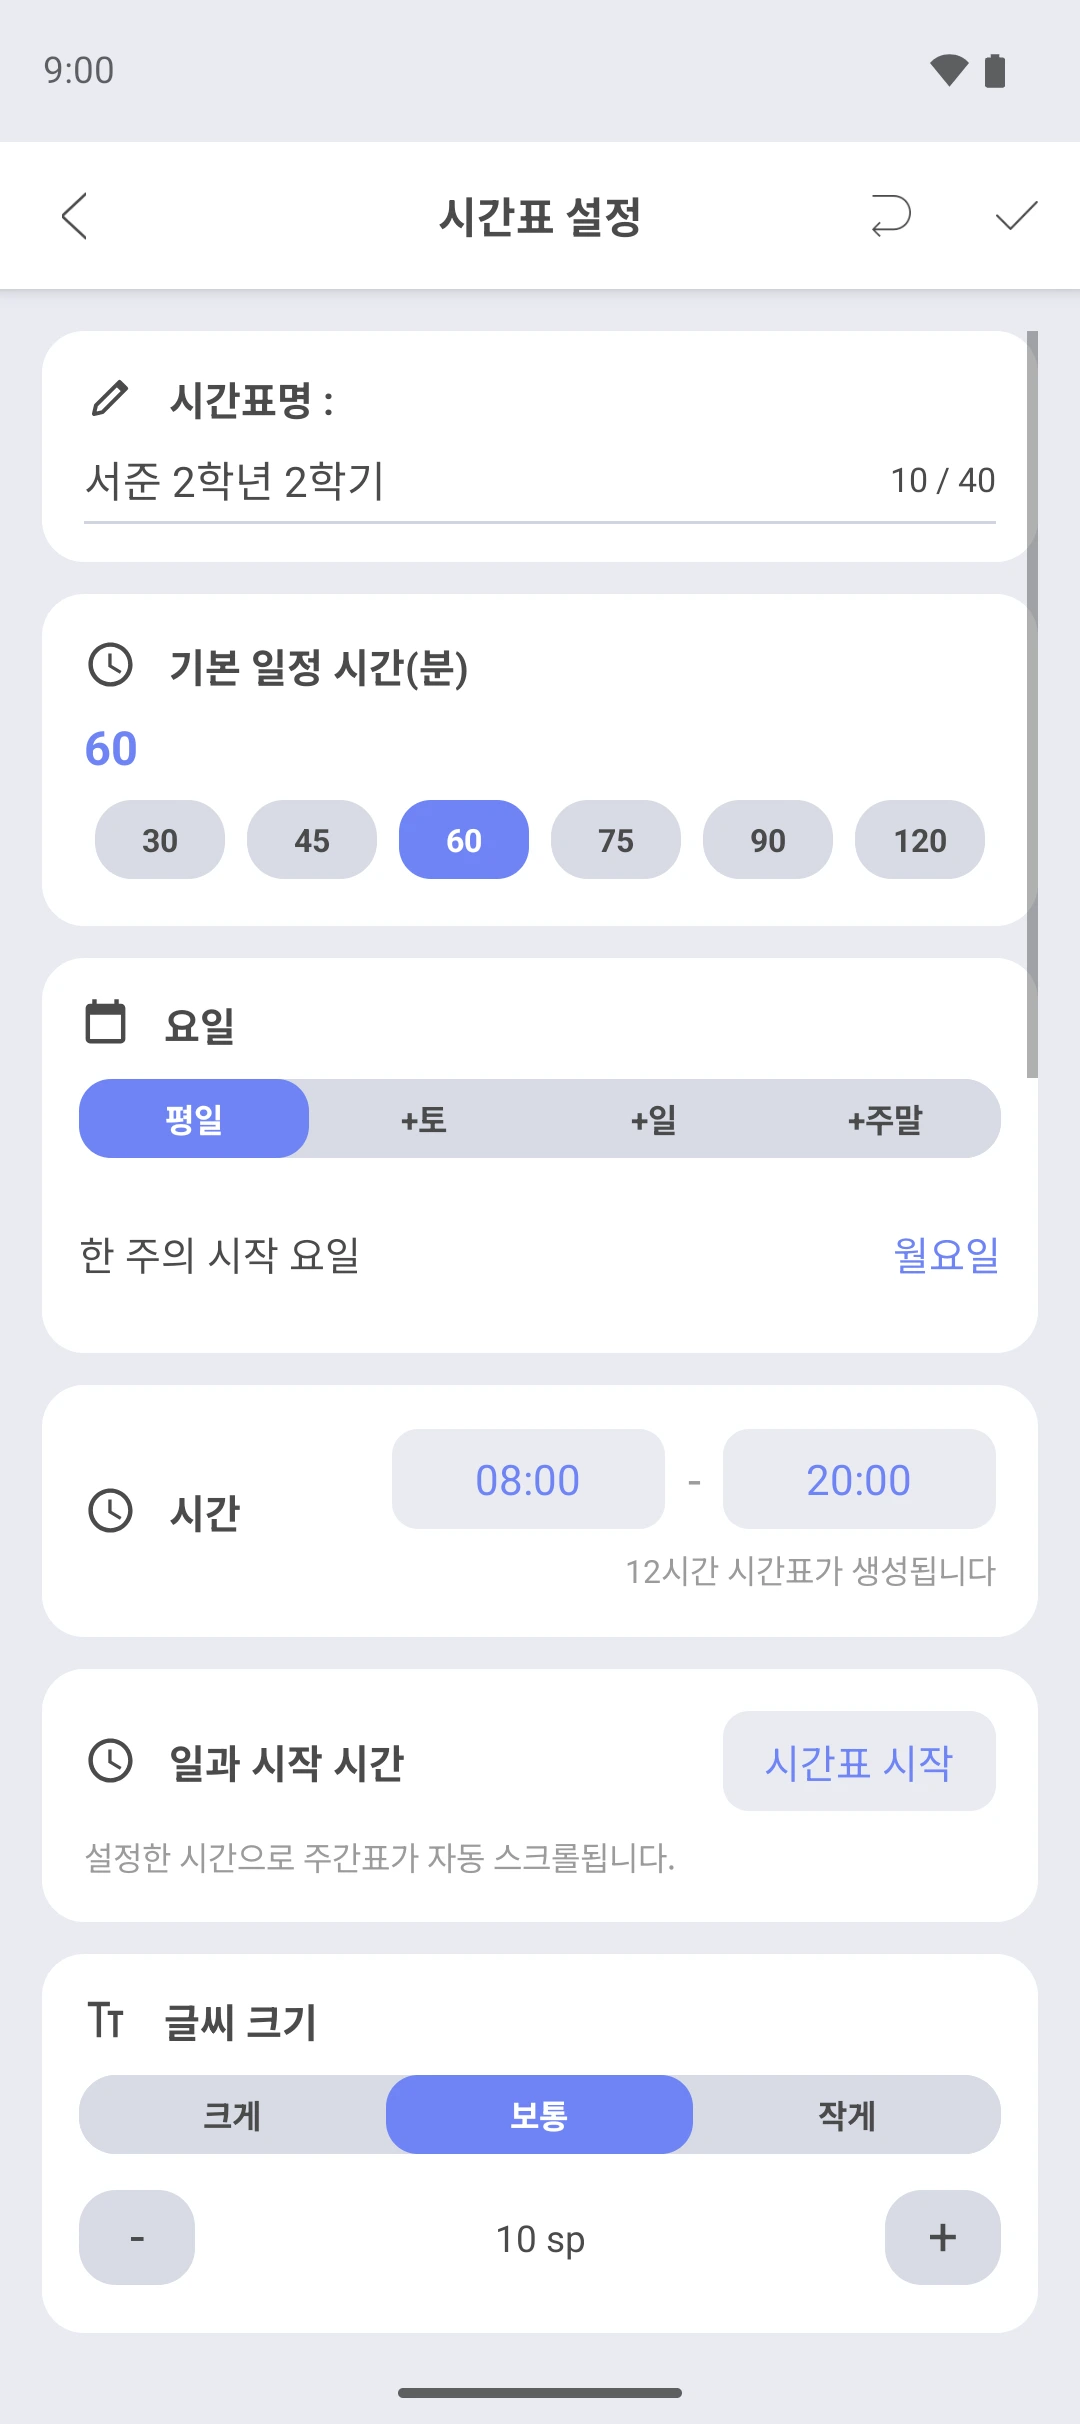 9:00
시간표 설정
시간표명 :
서준 2학년 2학기
10 / 40
기본 일정 시간(분)
60
30 45 60 75 90 120
요일
평일 +토 +일 +주말
한 주의 시작 요일 월요일
시간
08:00 - 20:00
12시간 시간표가 생성됩니다
일과 시작 시간
시간표 시작
설정한 시간으로 주간표가 자동 스크롤됩니다.
글씨 크기
크게 보통 작게
- 10 sp +